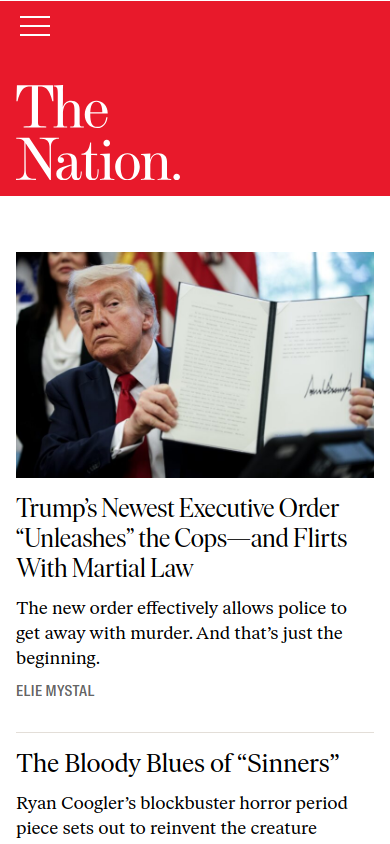 The
Nation.
Trump’s Newest Executive Order
“Unleashes” the Cops—and Flirts
With Martial Law
The new order effectively allows police to
get away with murder. And that’s just the
beginning.
ELIE MYSTAL
The Bloody Blues of “Sinners”
Ryan Coogler’s blockbuster horror period
piece sets out to reinvent the creature